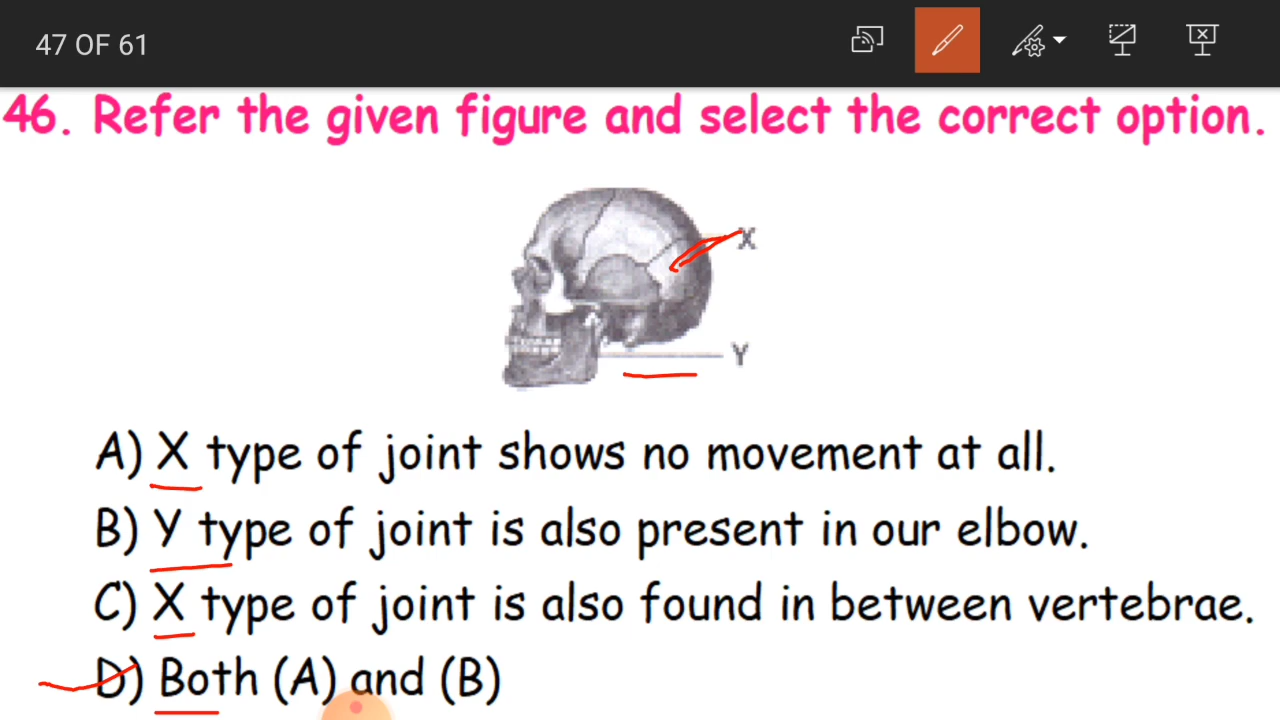 47 OF 61
46. Refer the given figure and select the correct option.
X
Y
A) X type of joint shows no movement at all.
B) Y type of joint is also present in our elbow.
C) X type of joint is also found in between vertebrae.
D) Both (A) and (B)